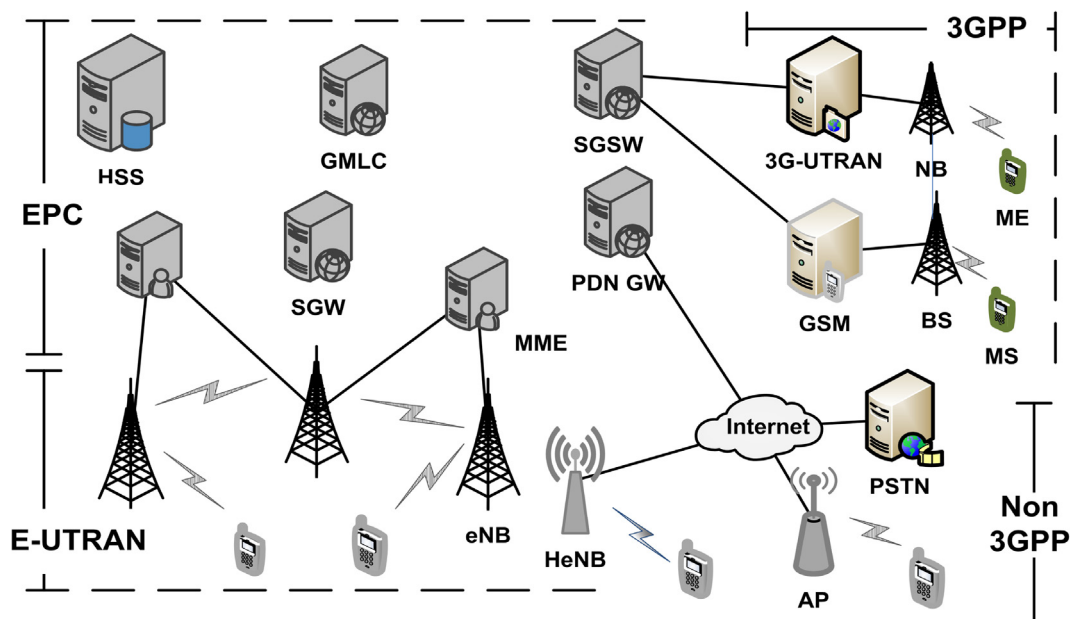 3GPP
HSS
GMLC
SGSW
3G-UTRAN
NB
ME
EPC
SGW
PDN GW
GSM
BS
MS
MME
Internet
PSTN
E-UTRAN
eNB
HeNB
AP
Non
3GPP